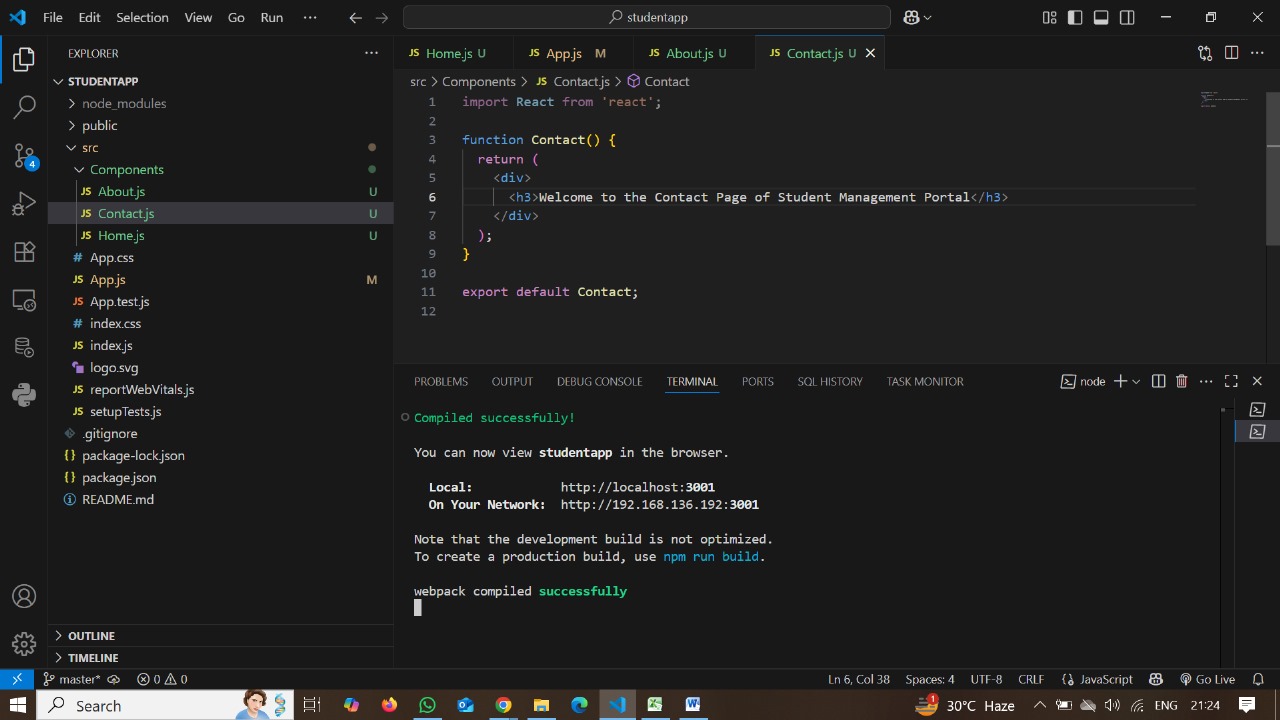 File Edit Selection View Go Run ··· studentapp
EXPLORER ···
STUDENTAPP
node_modules
public
src
Components
JS About.js U
JS Contact.js U
JS Home.js U
# App.css
JS App.js M
JS App.test.js
# index.css
JS index.js
logo.svg
JS reportWebVitals.js
JS setupTests.js
.gitignore
{} package-lock.json
{} package.json
README.md
OUTLINE
TIMELINE
4
JS Home.js U JS App.js M JS About.js U JS Contact.js U
src > Components > JS Contact.js > Contact
1 import React from 'react';
2
3 function Contact() {
4 return (
5 <div>
6 <h3>Welcome to the Contact Page of Student Management Portal</h3>
7 </div>
8 );
9 }
10
11 export default Contact;
12
PROBLEMS OUTPUT DEBUG CONSOLE TERMINAL PORTS SQL HISTORY TASK MONITOR node
Compiled successfully!
You can now view studentapp in the browser.
Local: http://localhost:3001
On Your Network: http://192.168.136.192:3001
Note that the development build is not optimized.
To create a production build, use npm run build.
webpack compiled successfully
master* 0 0 Ln 6, Col 38 Spaces: 4 UTF-8 CRLF {} JavaScript Go Live
Search 1 30°C Haze ENG 21:24